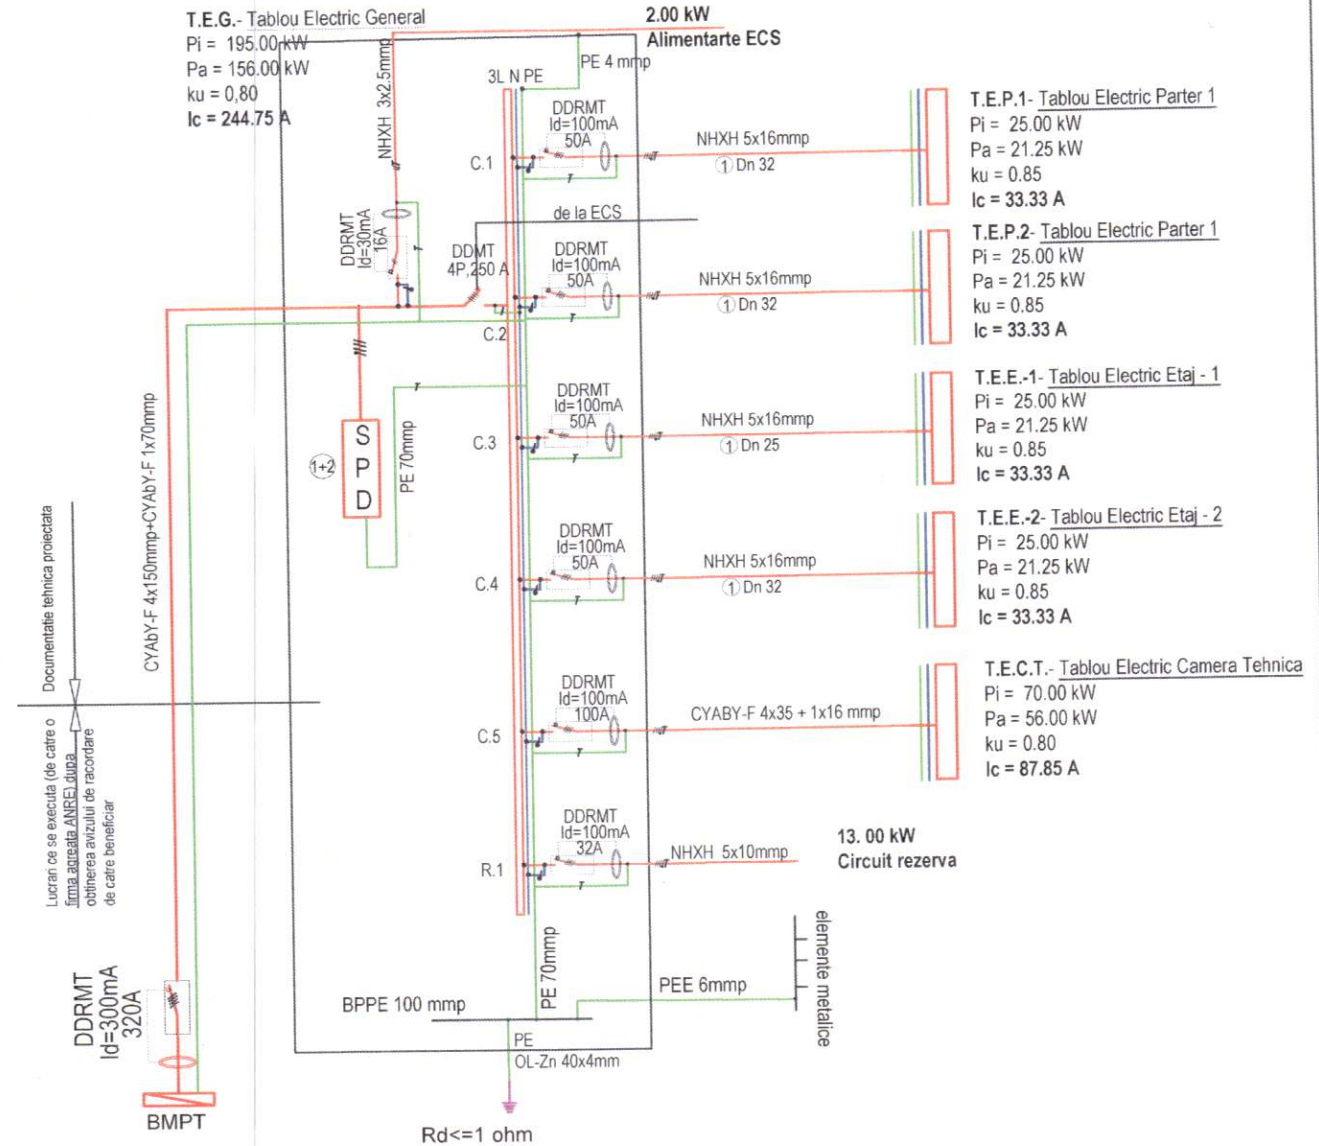 T.E.G.- Tablou Electric General
Pi = 195.00 kW
Pa = 156.00 kW
ku = 0,80
Ic = 244.75 A
2.00 kW
Alimentarte ECS
NHXH 3x2.5mmp
PE 4 mmp
3L N PE
DDRMT
Id=30mA
16A
DDMT
4P,250 A
de la ECS
C.1
DDRMT
Id=100mA
50A
NHXH 5x16mmp
1 Dn 32
T.E.P.1- Tablou Electric Parter 1
Pi = 25.00 kW
Pa = 21.25 kW
ku = 0.85
Ic = 33.33 A
C.2
DDRMT
Id=100mA
50A
NHXH 5x16mmp
1 Dn 32
T.E.P.2- Tablou Electric Parter 1
Pi = 25.00 kW
Pa = 21.25 kW
ku = 0.85
Ic = 33.33 A
C.3
DDRMT
Id=100mA
50A
NHXH 5x16mmp
1 Dn 25
T.E.E.-1- Tablou Electric Etaj - 1
Pi = 25.00 kW
Pa = 21.25 kW
ku = 0.85
Ic = 33.33 A
C.4
DDRMT
Id=100mA
50A
NHXH 5x16mmp
1 Dn 32
T.E.E.-2- Tablou Electric Etaj - 2
Pi = 25.00 kW
Pa = 21.25 kW
ku = 0.85
Ic = 33.33 A
C.5
DDRMT
Id=100mA
100A
CYABY-F 4x35 + 1x16 mmp
T.E.C.T.- Tablou Electric Camera Tehnica
Pi = 70.00 kW
Pa = 56.00 kW
ku = 0.80
Ic = 87.85 A
R.1
DDRMT
Id=100mA
32A
NHXH 5x10mmp
13. 00 kW
Circuit rezerva
1+2
S
P
D
PE 70mmp
CYAbY-F 4x150mmp+CYAbY-F 1x70mmp
Documentatie tehnica proiectata
Lucrari ce se executa (de catre o
firma agreata ANRE) dupa
obtinerea avizului de racordare
de catre beneficiar
DDRMT
Id=300mA
320A
BMPT
BPPE 100 mmp
PE 70mmp
PEE 6mmp
elemente metalice
PE
OL-Zn 40x4mm
Rd<=1 ohm